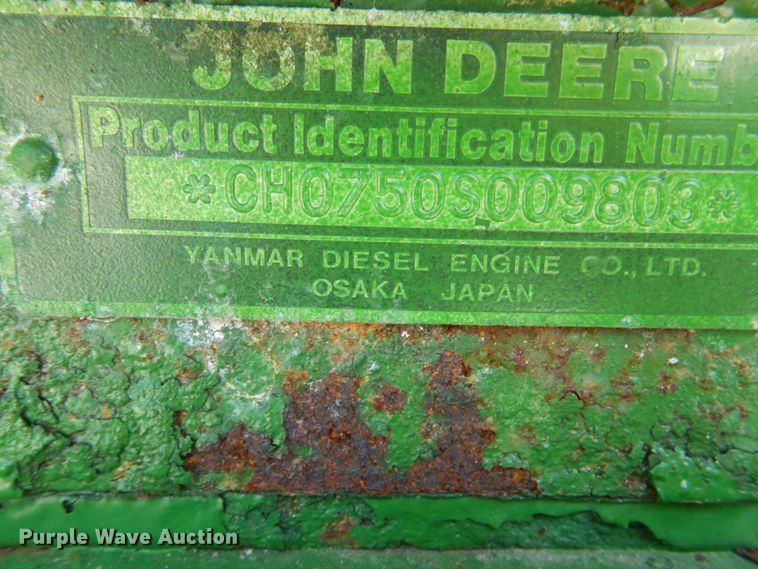 JOHN DEERE
Product Identification Numb
*CH0750S009803*
YANMAR DIESEL ENGINE CO., LTD.
OSAKA JAPAN
Purple Wave Auction